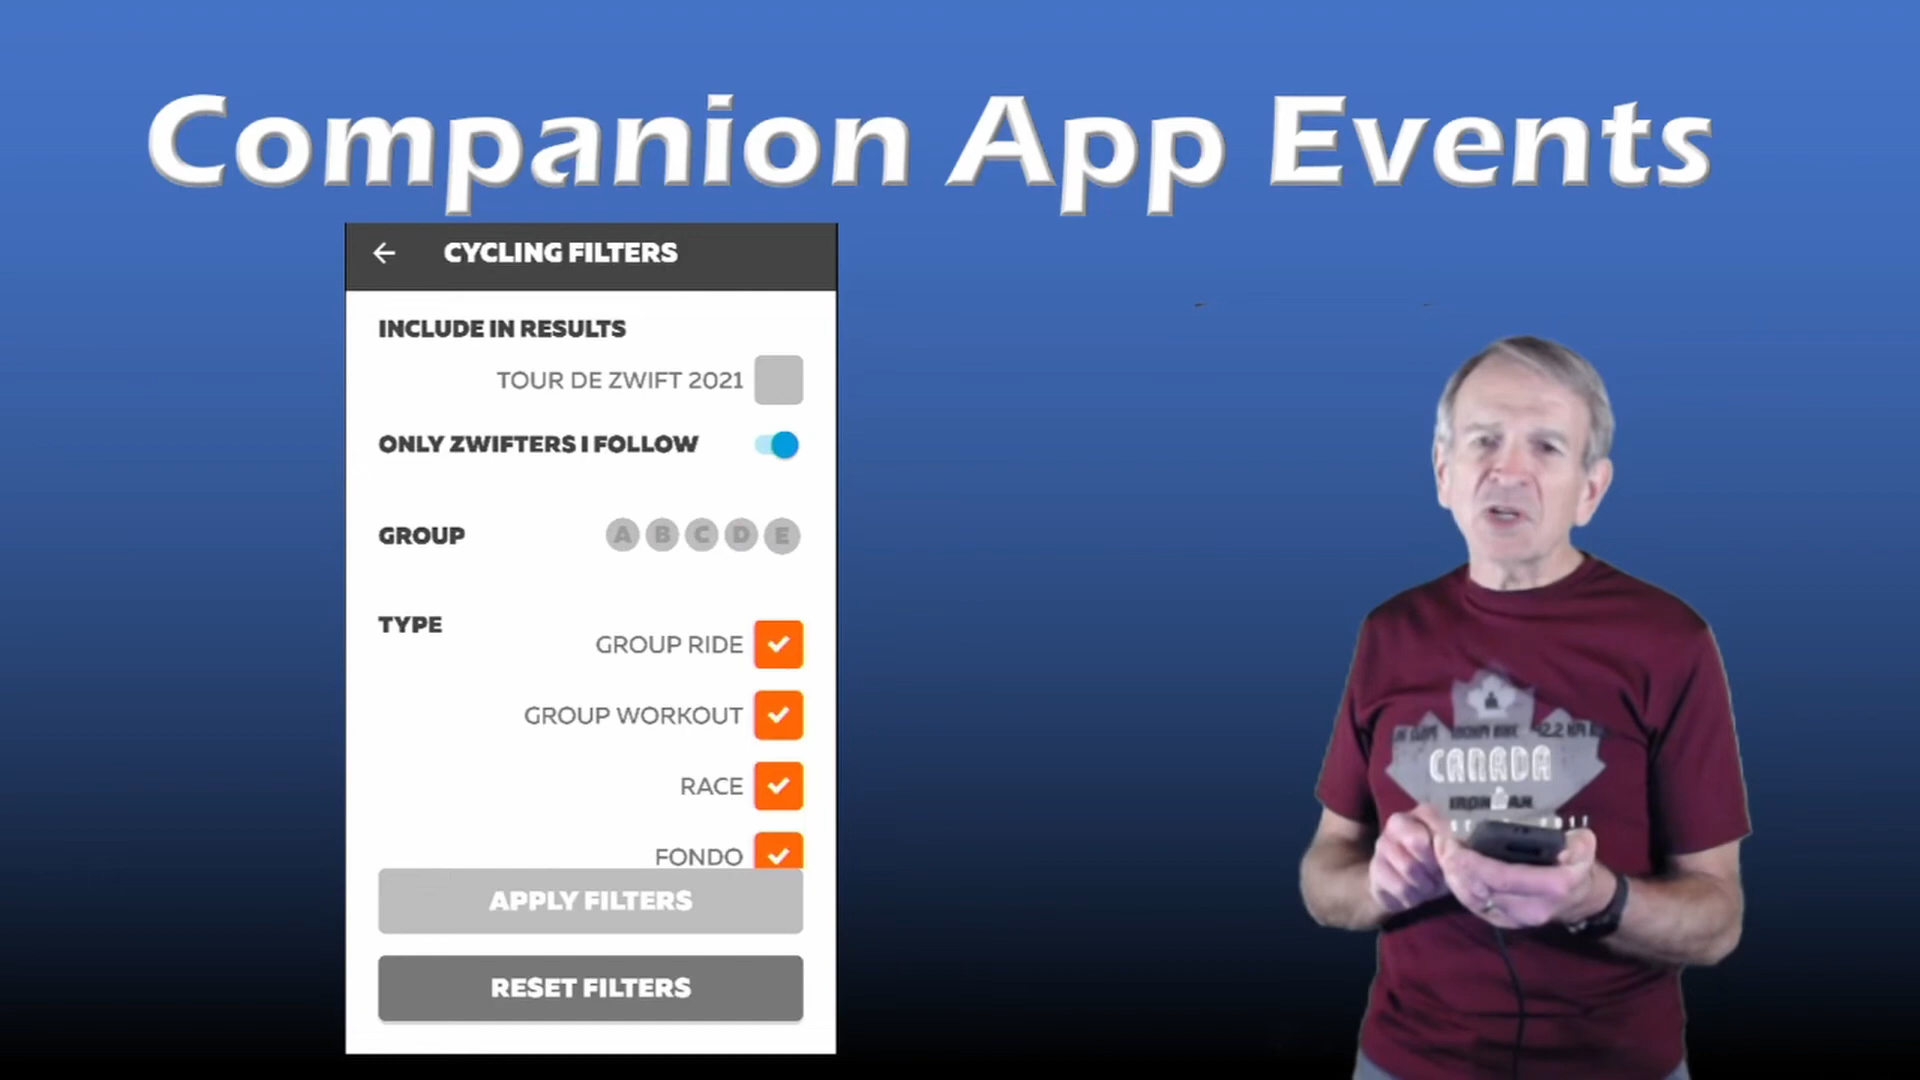 Companion App Events
CYCLING FILTERS
INCLUDE IN RESULTS
TOUR DE ZWIFT 2021
ONLY ZWIFTERS I FOLLOW
GROUP A B C D E
TYPE
GROUP RIDE
GROUP WORKOUT
RACE
FONDO
APPLY FILTERS
RESET FILTERS
CANADA